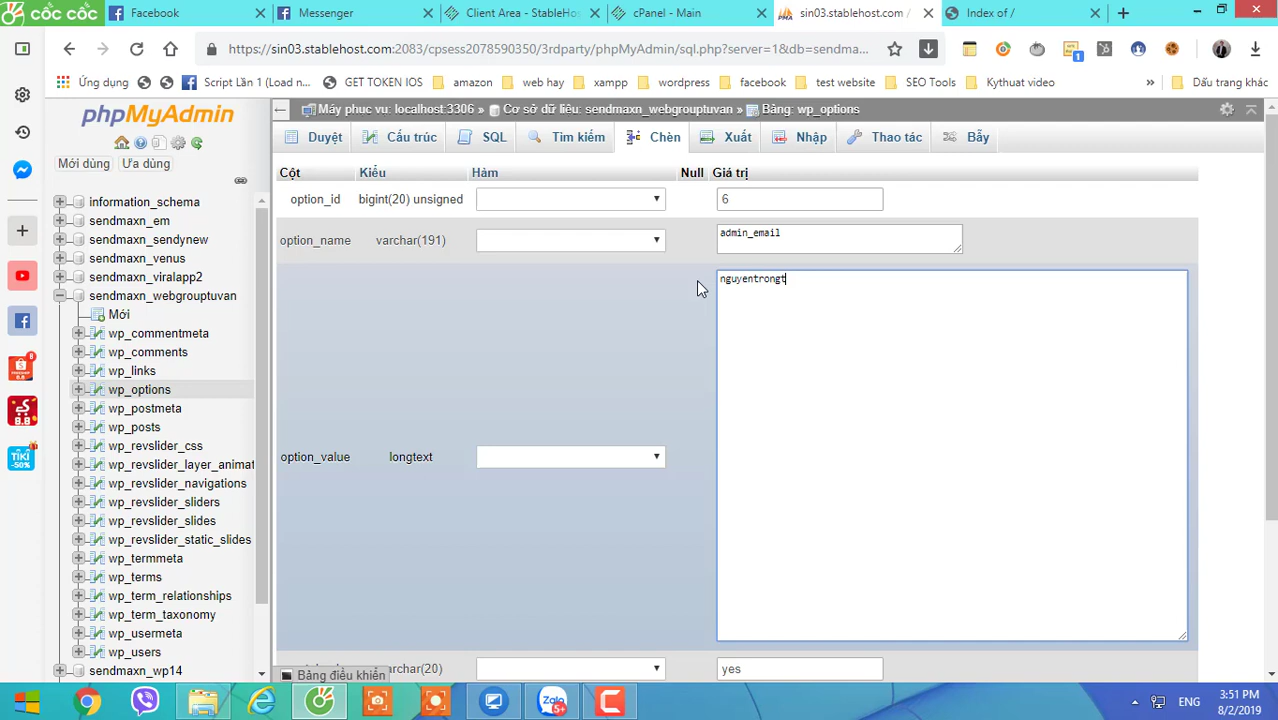 cốc cốc
Facebook
Messenger
Client Area - StableHos
cPanel - Main
sin03.stablehost.com /
Index of /
https://sin03.stablehost.com:2083/cpsess2078590350/3rdparty/phpMyAdmin/sql.php?server=1&db=sendma...
Ứng dụng
Script Lần 1 (Load n...
GET TOKEN IOS
amazon
web hay
xampp
wordpress
facebook
test website
SEO Tools
Kythuat video
»
Dấu trang khác
phpMyAdmin
Mới dùng
Ưa dùng
information_schema
sendmaxn_em
sendmaxn_sendynew
sendmaxn_venus
sendmaxn_viralapp2
sendmaxn_webgrouptuvan
Mới
wp_commentmeta
wp_comments
wp_links
wp_options
wp_postmeta
wp_posts
wp_revslider_css
wp_revslider_layer_animat
wp_revslider_navigations
wp_revslider_sliders
wp_revslider_slides
wp_revslider_static_slides
wp_termmeta
wp_terms
wp_term_relationships
wp_term_taxonomy
wp_usermeta
wp_users
sendmaxn_wp14
Máy phục vụ: localhost:3306 » Cơ sở dữ liệu: sendmaxn_webgrouptuvan » Bảng: wp_options
Duyệt
Cấu trúc
SQL
Tìm kiếm
Chèn
Xuất
Nhập
Thao tác
Bẫy
Cột Kiểu Hàm Null Giá trị
option_id bigint(20) unsigned 6
option_name varchar(191) admin_email
nguyentrongt
option_value longtext
archar(20) yes
Bảng điều khiển
ENG
3:51 PM
8/2/2019